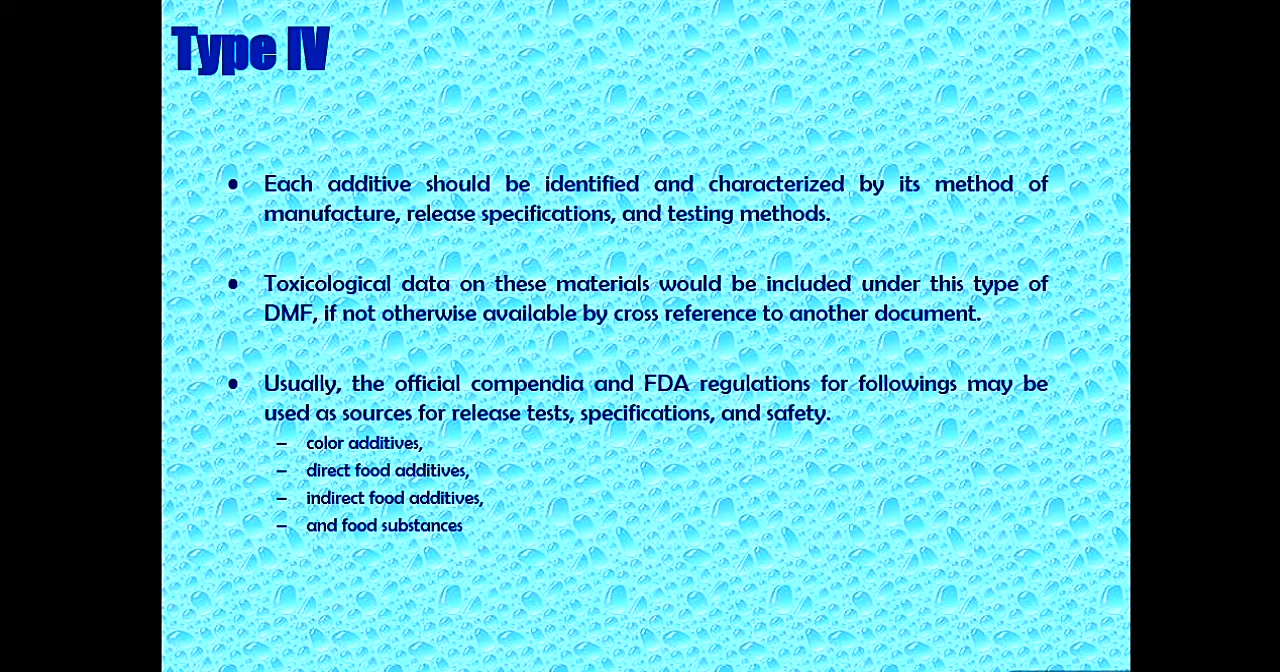 Type IV
• Each additive should be identified and characterized by its method of
manufacture, release specifications, and testing methods.
• Toxicological data on these materials would be included under this type of
DMF, if not otherwise available by cross reference to another document.
• Usually, the official compendia and FDA regulations for followings may be
used as sources for release tests, specifications, and safety.
– color additives,
– direct food additives,
– indirect food additives,
– and food substances